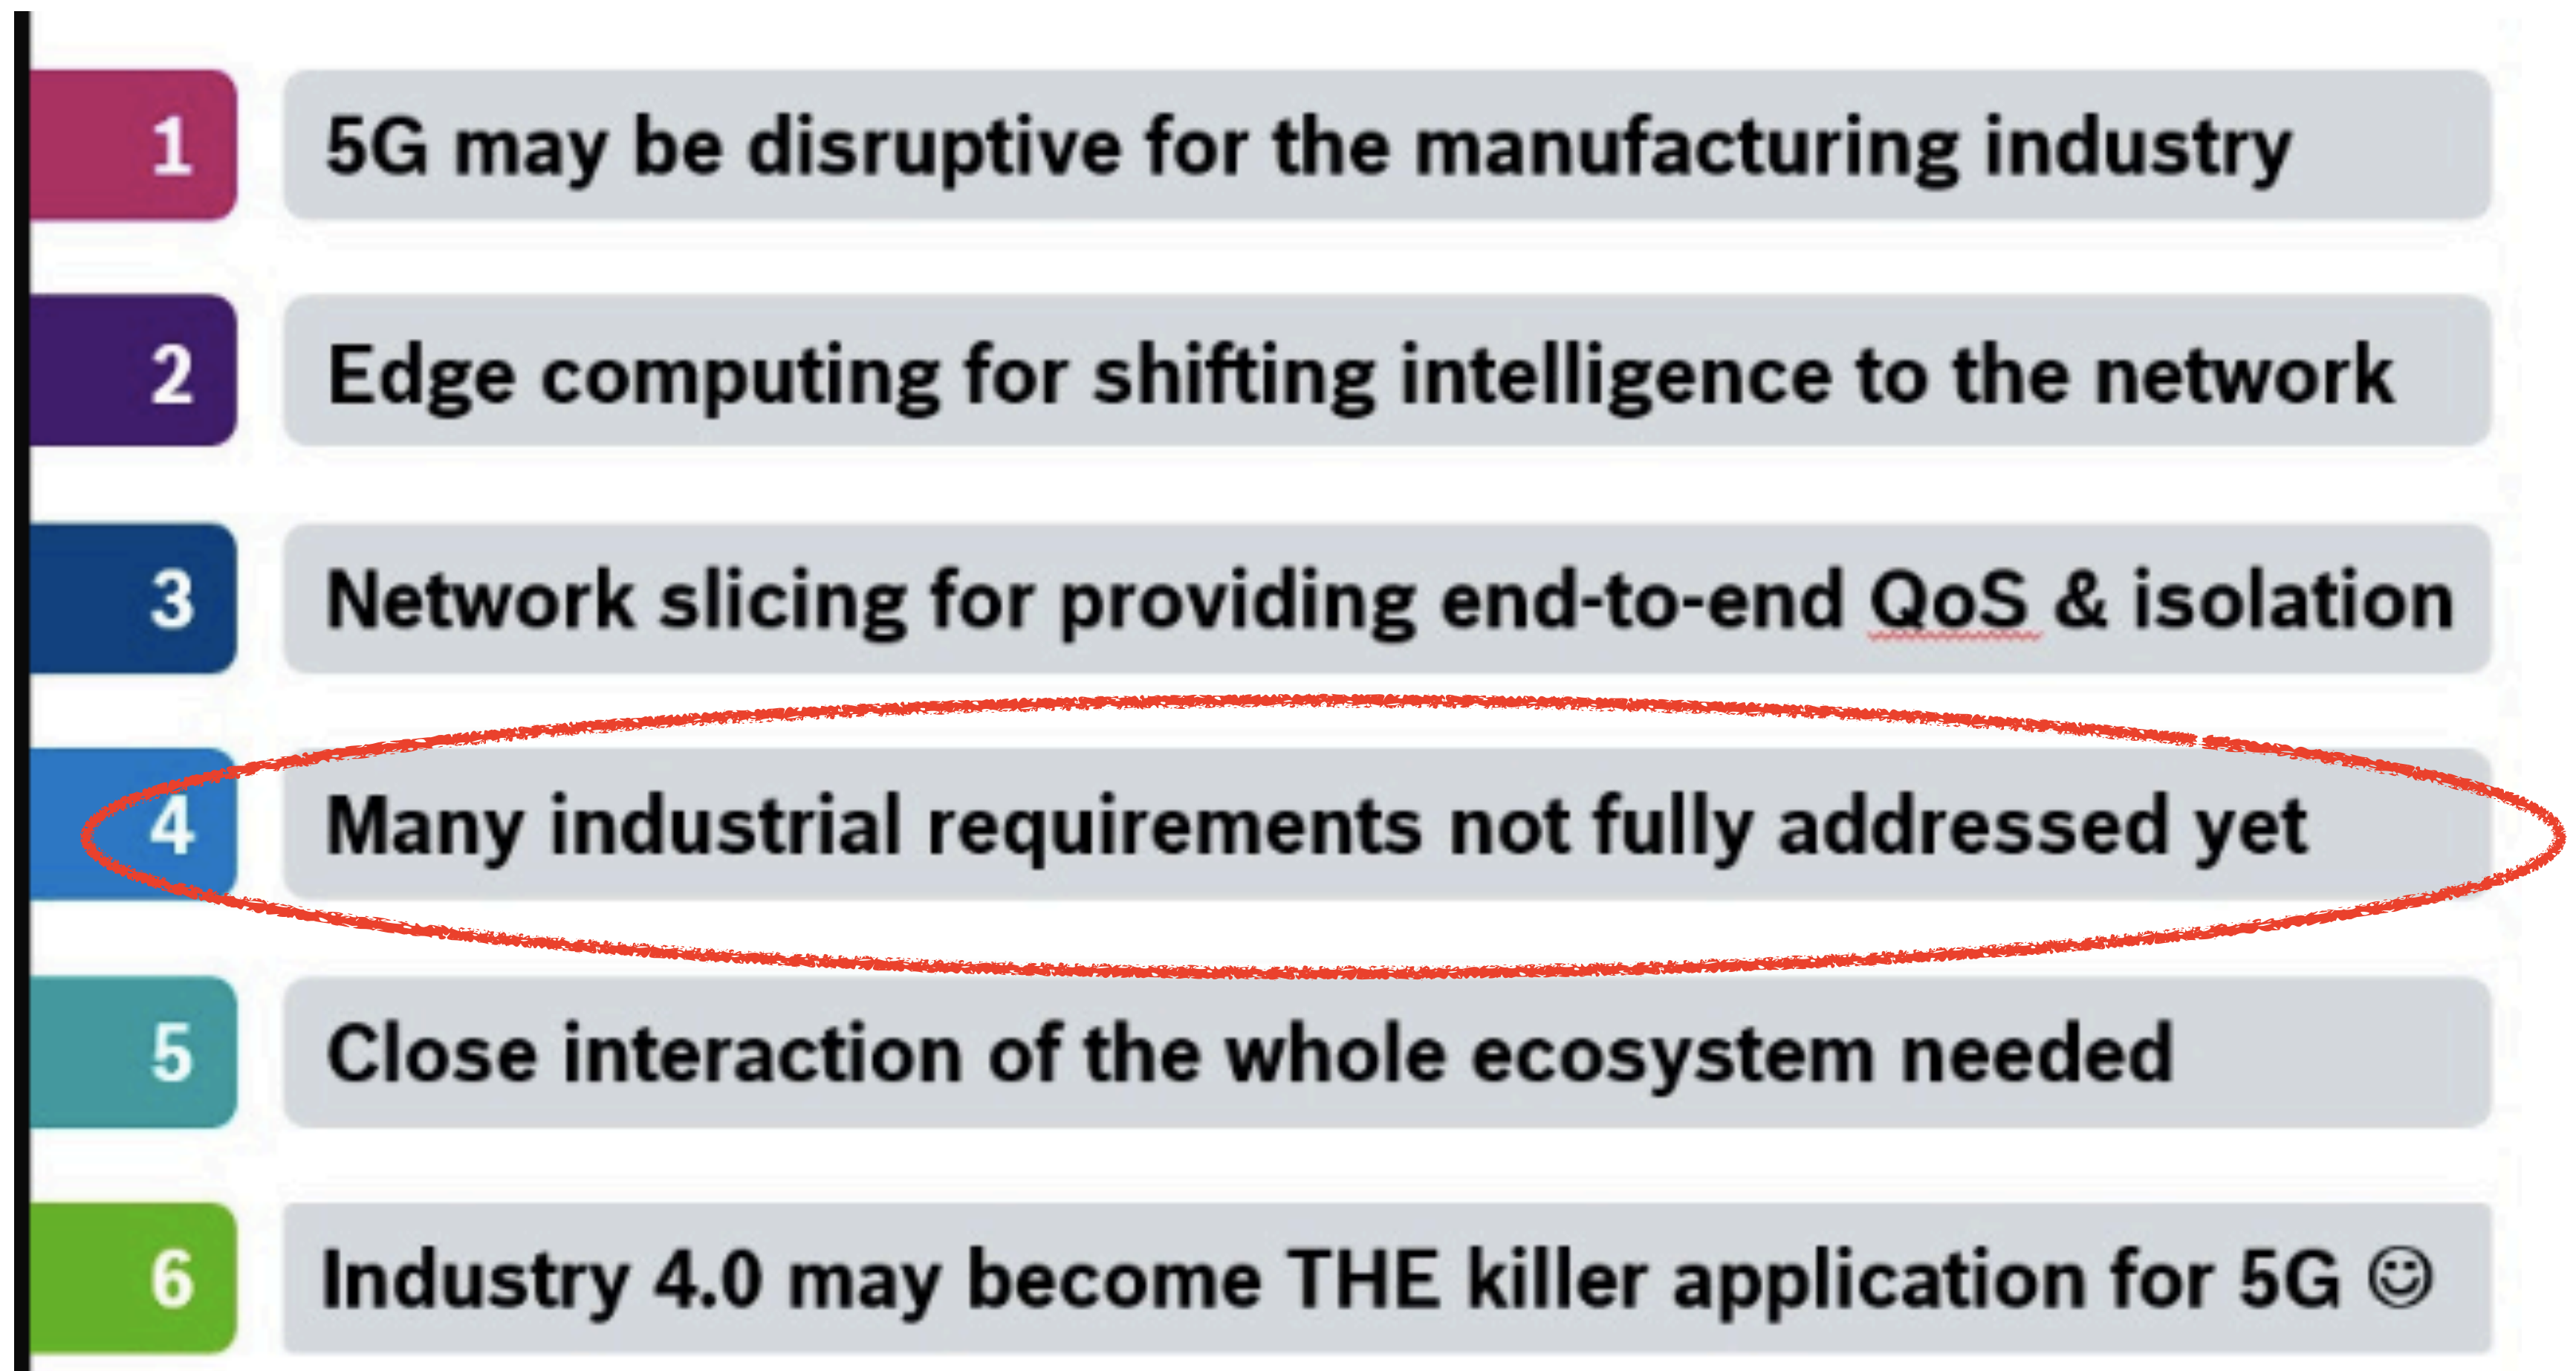 1 5G may be disruptive for the manufacturing industry
2 Edge computing for shifting intelligence to the network
3 Network slicing for providing end-to-end QoS & isolation
4 Many industrial requirements not fully addressed yet
5 Close interaction of the whole ecosystem needed
6 Industry 4.0 may become THE killer application for 5G ☺